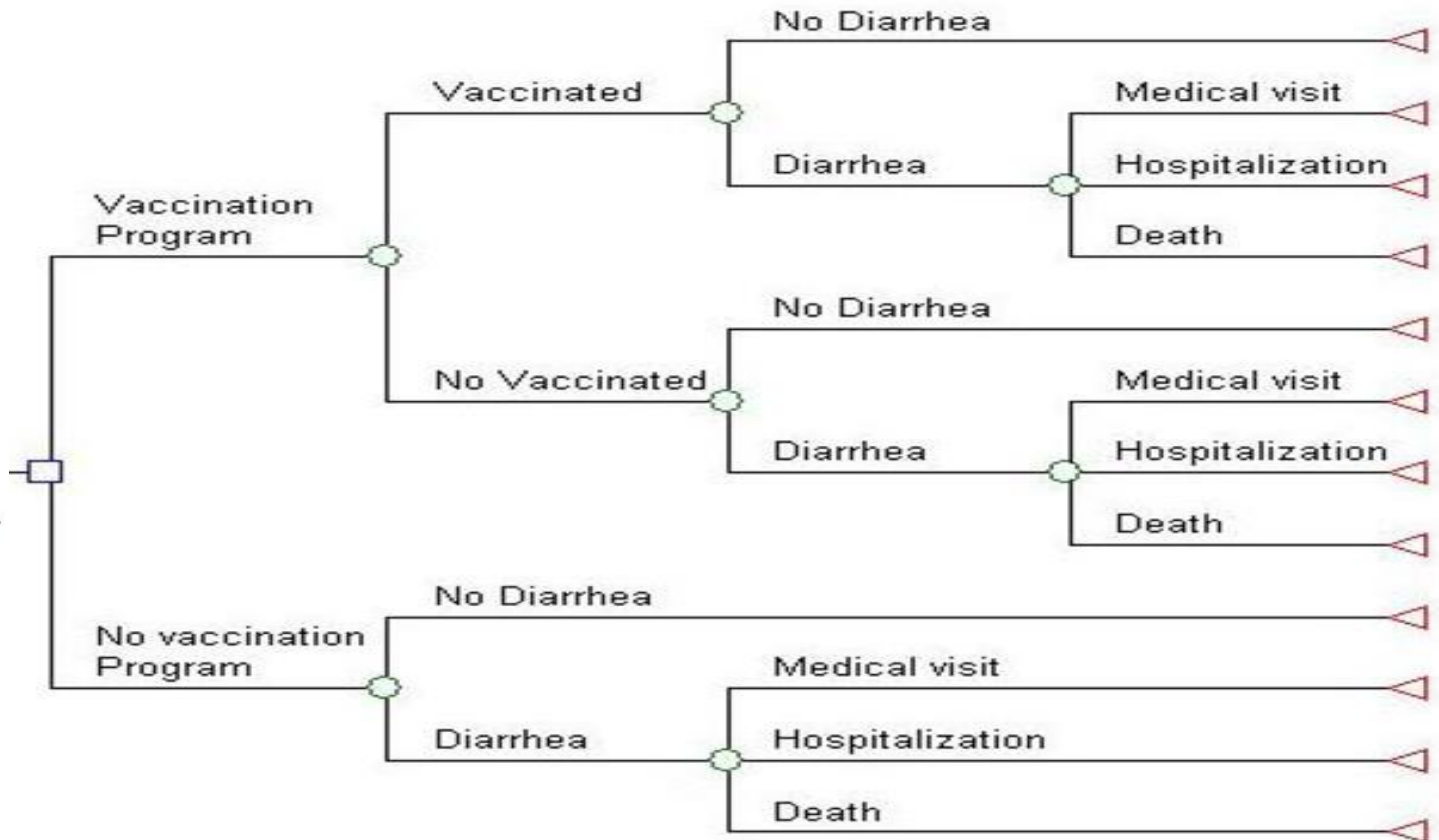 No Diarrhea
Vaccinated
Medical visit
Diarrhea
Hospitalization
Vaccination
Program
Death
No Diarrhea
No Vaccinated
Medical visit
Diarrhea
Hospitalization
Death
No Diarrhea
No vaccination
Program
Medical visit
Diarrhea
Hospitalization
Death